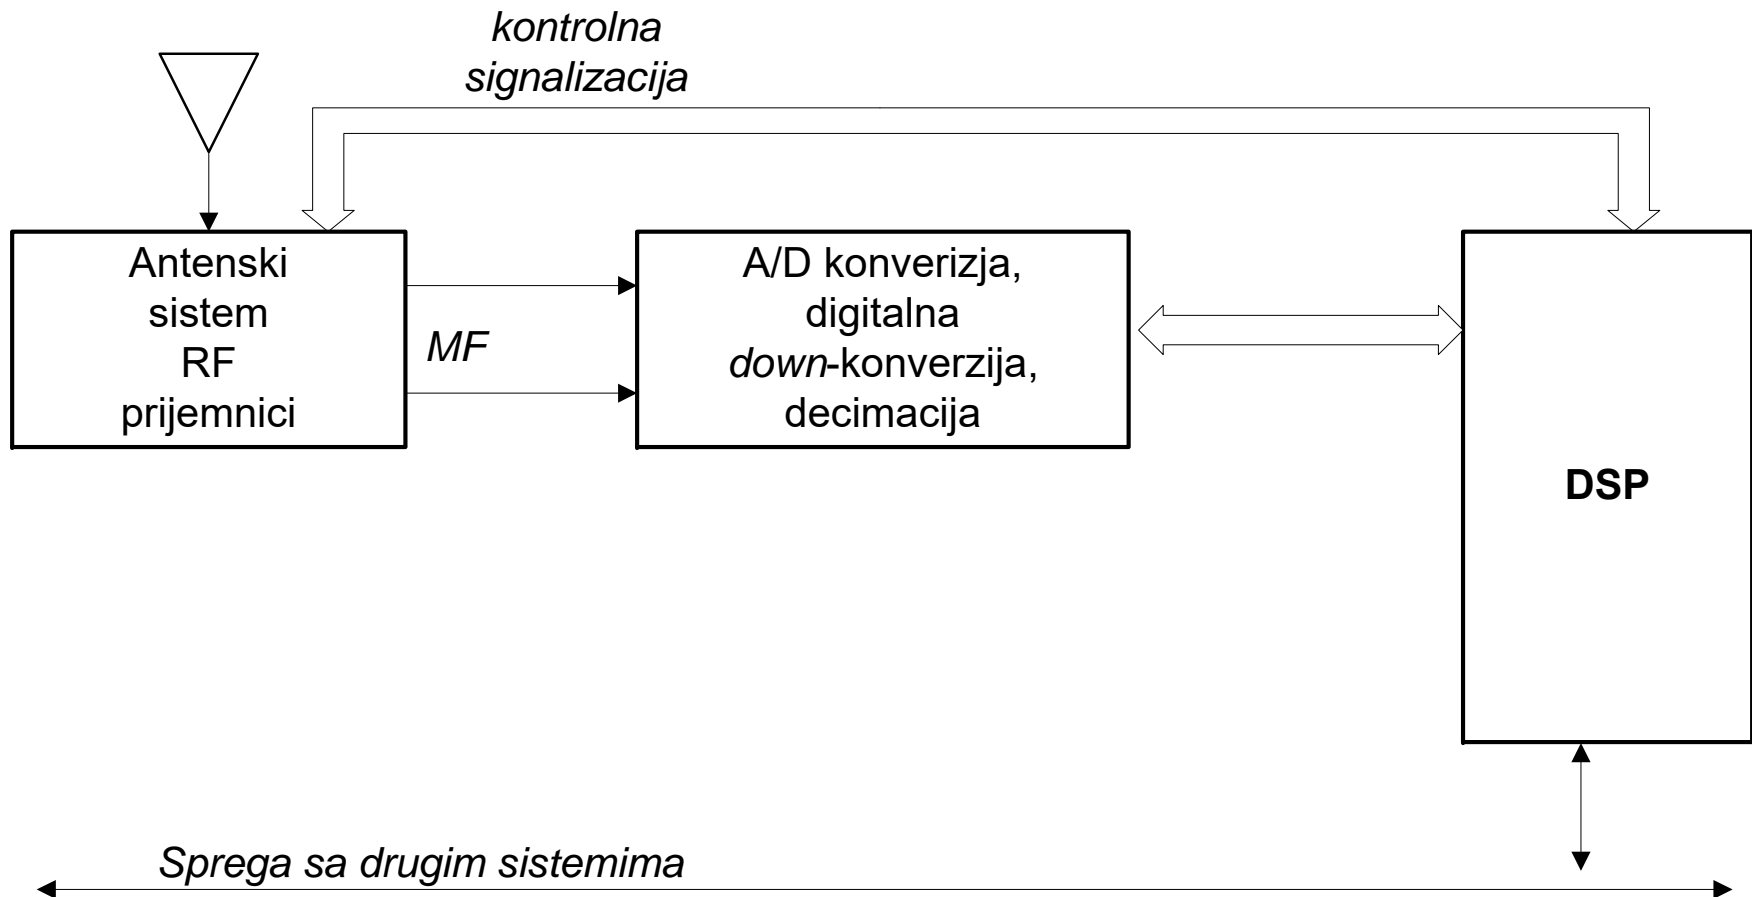 kontrolna
signalizacija
Antenski
sistem
RF
prijemnici
MF
A/D konverizja,
digitalna
down-konverzija,
decimacija
DSP
Sprega sa drugim sistemima